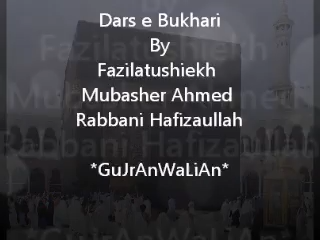 Dars e Bukhari
By
Fazilatushiekh
Mubasher Ahmed
Rabbani Hafizaullah
*GuJrAnWaLiAn*